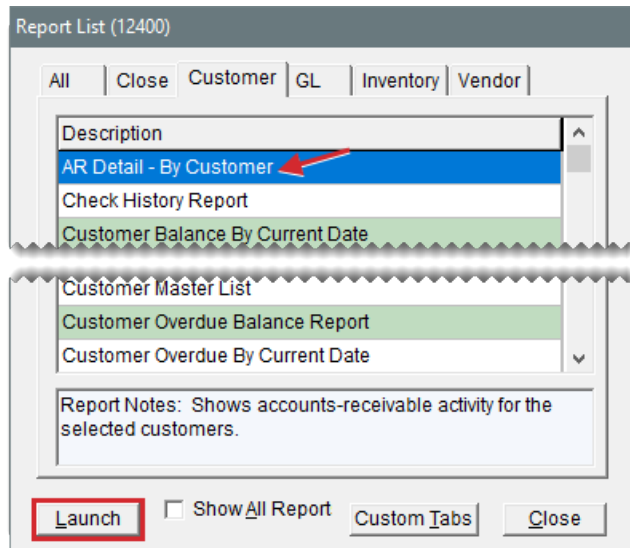 Report List (12400)
All Close Customer GL Inventory Vendor
Description
AR Detail - By Customer
Check History Report
Customer Balance By Current Date
Customer Master List
Customer Overdue Balance Report
Customer Overdue By Current Date
Report Notes: Shows accounts-receivable activity for the
selected customers.
Launch Show All Report Custom Tabs Close